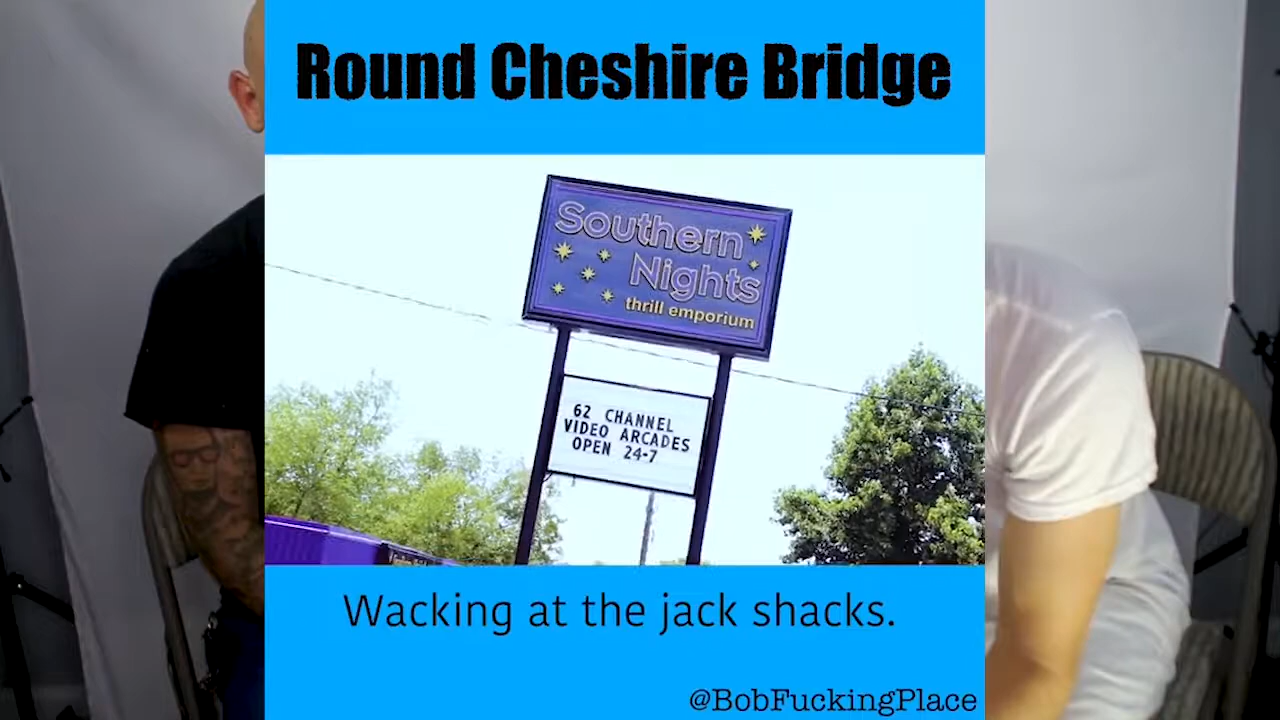 Round Cheshire Bridge
Southern
Nights
thrill emporium
62 CHANNEL
VIDEO ARCADES
OPEN 24-7
Wacking at the jack shacks.
@BobFuckingPlace